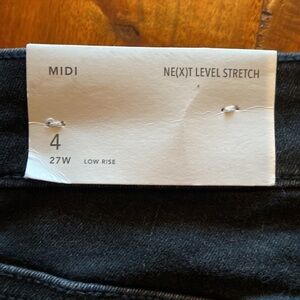 MIDI NE(X)T LEVEL STRETCH
4
27W LOW RISE